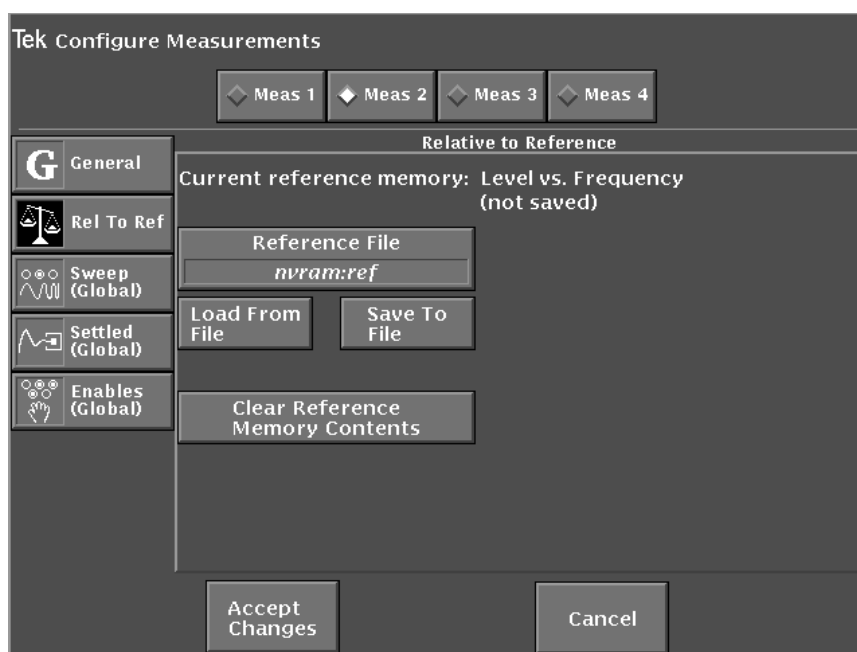 Tek Configure Measurements
Meas 1 Meas 2 Meas 3 Meas 4
Relative to Reference
G General
Rel To Ref
Sweep
(Global)
Settled
(Global)
Enables
(Global)
Current reference memory: Level vs. Frequency
(not saved)
Reference File
nvram:ref
Load From
File
Save To
File
Clear Reference
Memory Contents
Accept
Changes
Cancel